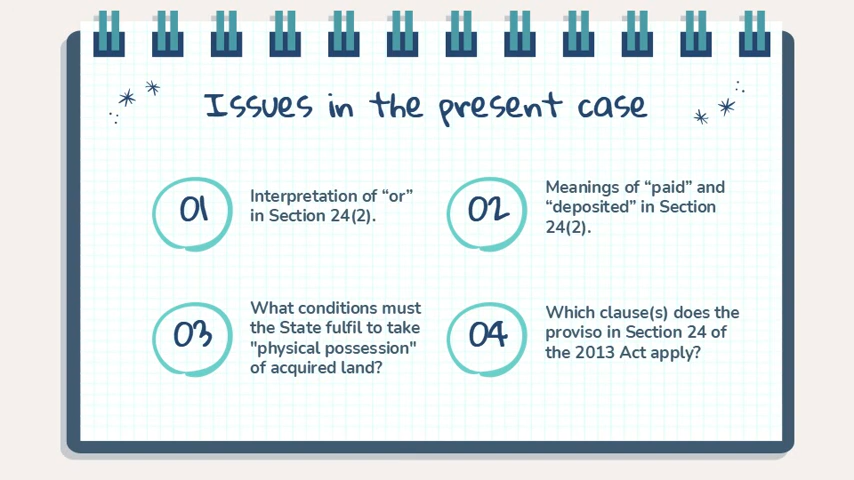 Issues in the present case
01
Interpretation of “or”
in Section 24(2).
02
Meanings of “paid” and
“deposited” in Section
24(2).
03
What conditions must
the State fulfil to take
"physical possession"
of acquired land?
04
Which clause(s) does the
proviso in Section 24 of
the 2013 Act apply?